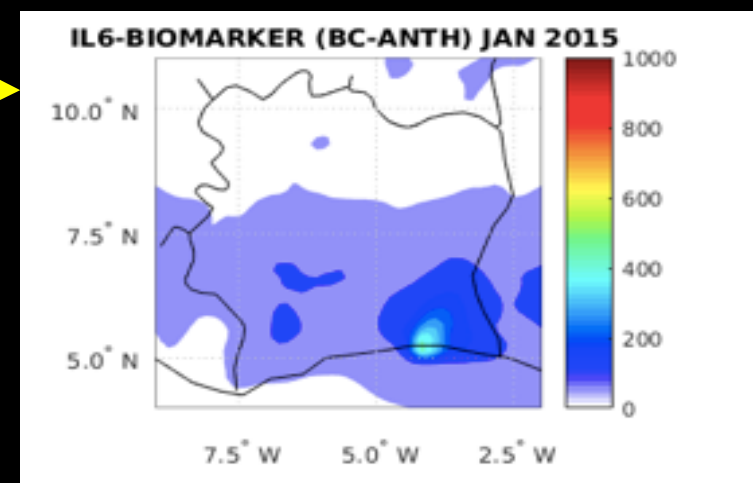 IL6-BIOMARKER (BC-ANTH) JAN 2015
1000
10.0° N
800
600
7.5° N
400
200
5.0° N
0
7.5° W 5.0° W 2.5° W